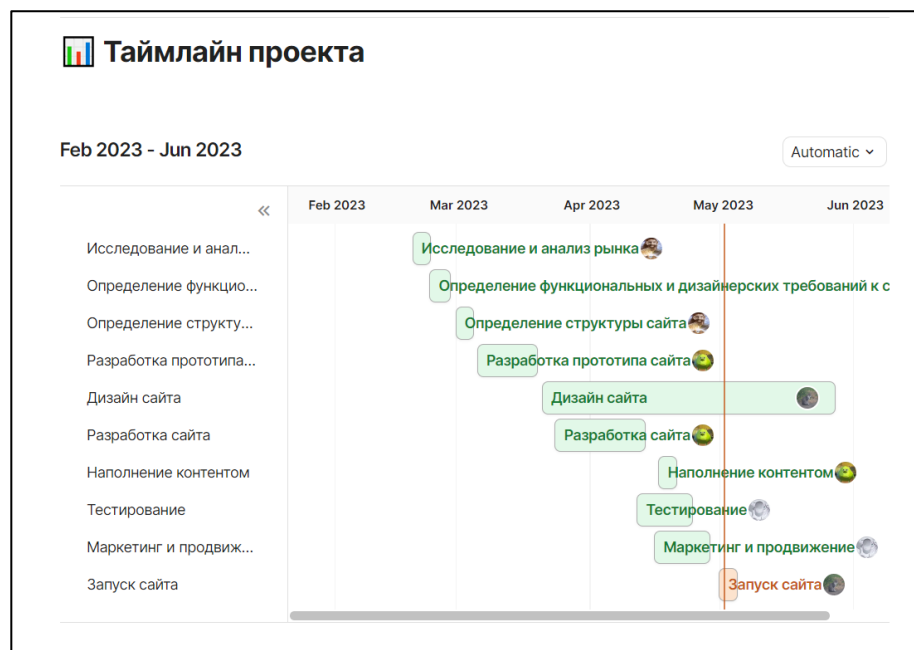 Таймлайн проекта
Feb 2023 - Jun 2023
Automatic
Feb 2023 Mar 2023 Apr 2023 May 2023 Jun 2023
Исследование и анал... Исследование и анализ рынка
Определение функцио... Определение функциональных и дизайнерских требований к с
Определение структу... Определение структуры сайта
Разработка прототипа... Разработка прототипа сайта
Дизайн сайта Дизайн сайта
Разработка сайта Разработка сайта
Наполнение контентом Наполнение контентом
Тестирование Тестирование
Маркетинг и продвиж... Маркетинг и продвижение
Запуск сайта Запуск сайта